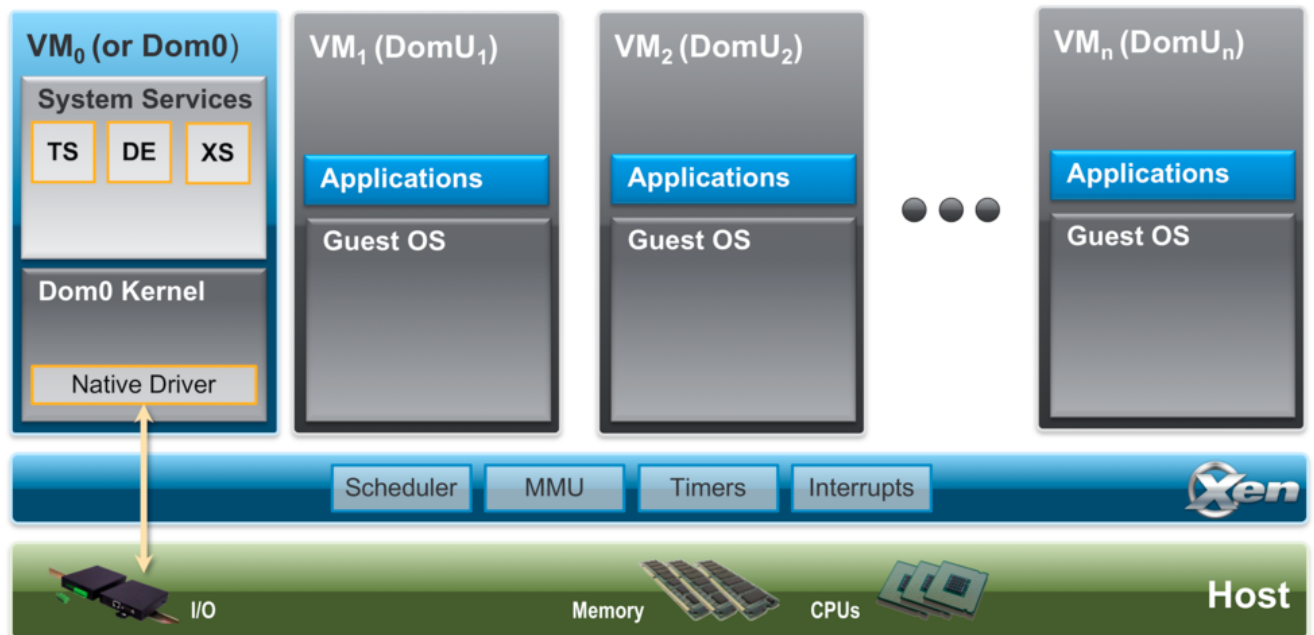 VM0 (or Dom0)
System Services
TS DE XS
Dom0 Kernel
Native Driver
VM1 (DomU1)
Applications
Guest OS
VM2 (DomU2)
Applications
Guest OS
VMn (DomUn)
Applications
Guest OS
Scheduler MMU Timers Interrupts
Xen
I/O Memory CPUs Host